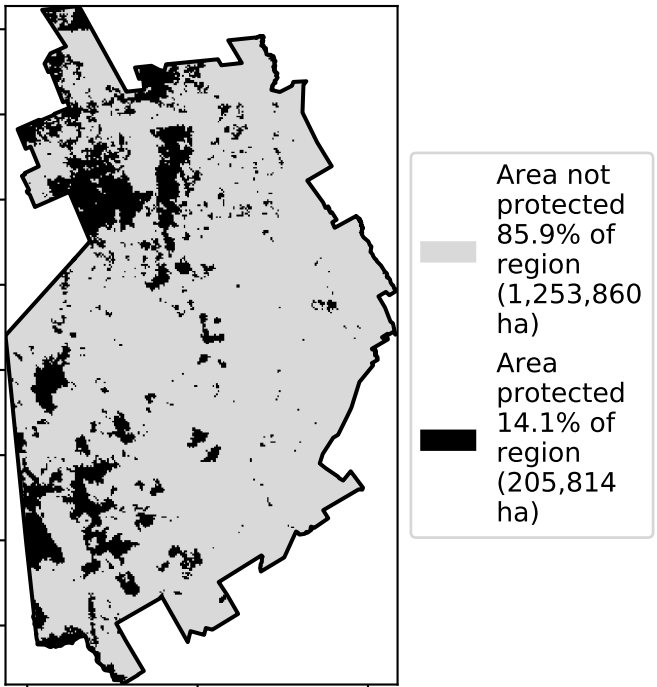 Area not
protected
85.9% of
region
(1,253,860
ha)
Area
protected
14.1% of
region
(205,814
ha)